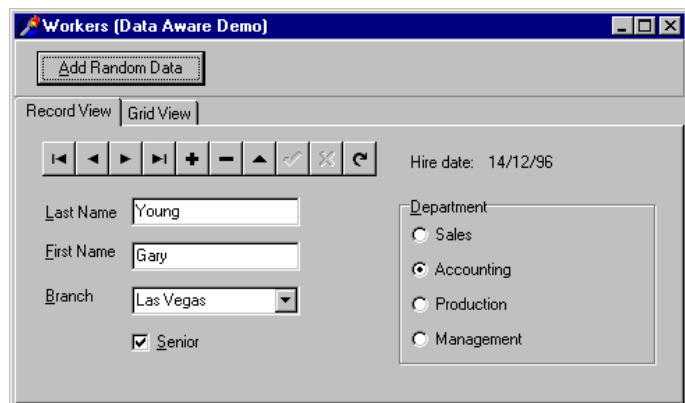 Workers (Data Aware Demo)
Add Random Data
Record View
Grid View
Hire date: 14/12/96
Last Name
Young
First Name
Gary
Branch
Las Vegas
Senior
Department
Sales
Accounting
Production
Management